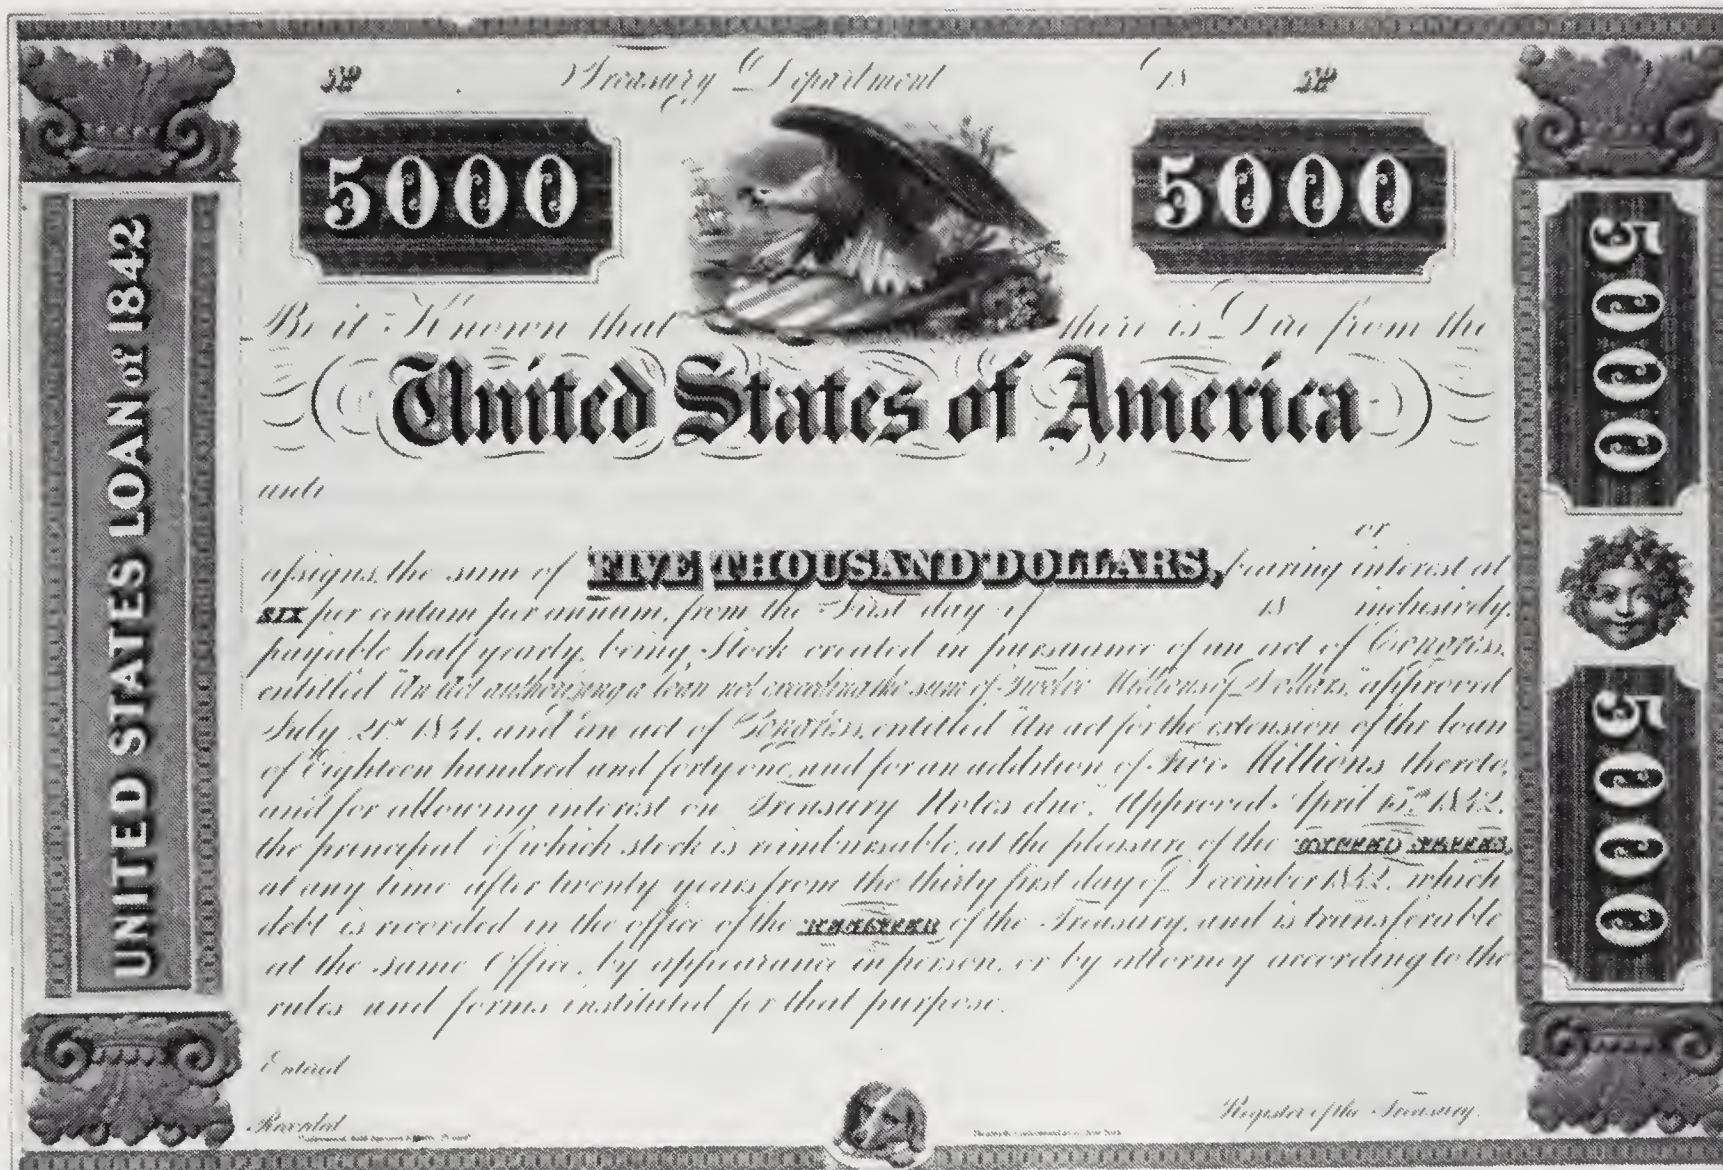 Treasury Department 18
5000 5000
Be it Known that there is Due from the
United States of America
unto
or
assigns, the sum of FIVE THOUSAND DOLLARS, bearing interest at
SIX per centum per annum, from the First day of 18 inclusively,
payable half yearly, being Stock created in pursuance of an act of Congress,
entitled "An Act authorizing a loan not exceeding the sum of Twelve Millions of Dollars," approved
July 21st 1841, and "an act of Congress, entitled "An act for the extension of the loan
of Eighteen hundred and forty one, and for an addition of Five Millions thereto,
and for allowing interest on Treasury Notes due," Approved April 15th 1842,
the principal of which stock is reimbursable, at the pleasure of the UNITED STATES,
at any time after twenty years from the thirty first day of December 1842, which
debt is recorded in the office of the REGISTER of the Treasury, and is transferable
at the same Office, by appearance in person, or by attorney according to the
rules and forms instituted for that purpose.
Entered
Recorded
Register of the Treasury.
UNITED STATES LOAN of 1842
5000
5000